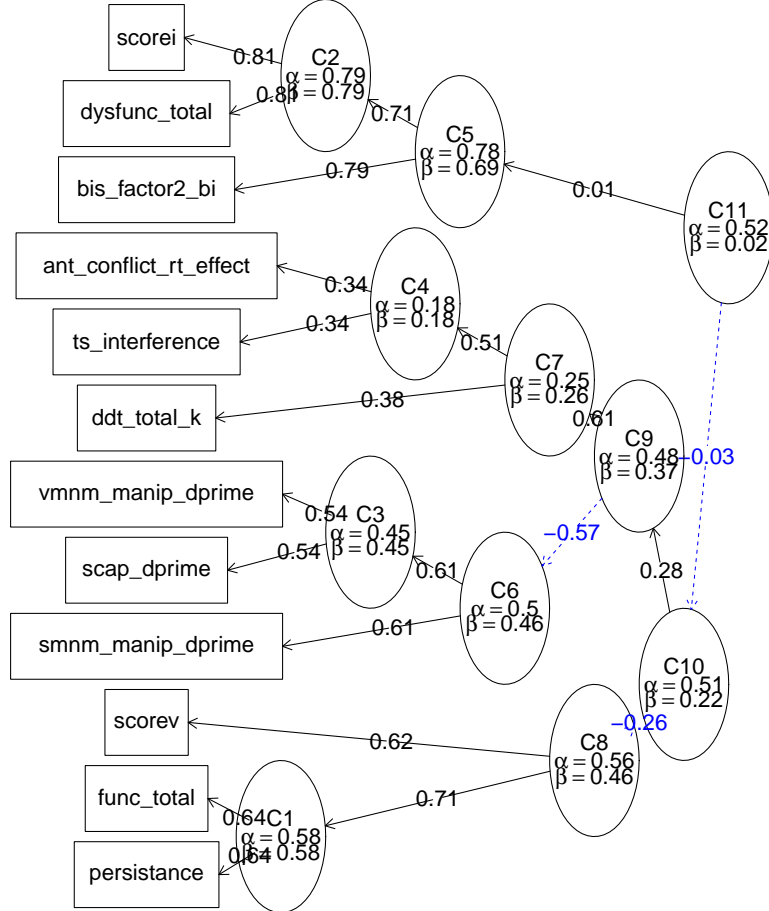 scorei
dysfunc_total
bis_factor2_bi
ant_conflict_rt_effect
ts_interference
ddt_total_k
vmnm_manip_dprime
scap_dprime
smnm_manip_dprime
scorev
func_total
persistance
C2
α = 0.79
β = 0.79
0.81
0.81
C5
α = 0.78
β = 0.69
0.71
0.79
C11
α = 0.52
β = 0.02
0.01
−0.03
C4
α = 0.18
β = 0.18
0.34
0.34
C7
α = 0.25
β = 0.26
0.51
0.38
C9
α = 0.48
β = 0.37
0.61
−0.57
C3
α = 0.45
β = 0.45
0.54
0.54
C6
α = 0.5
β = 0.46
0.61
0.61
C10
α = 0.51
β = 0.22
0.28
−0.26
C8
α = 0.56
β = 0.46
0.62
0.71
C1
α = 0.58
β = 0.58
0.64
0.64